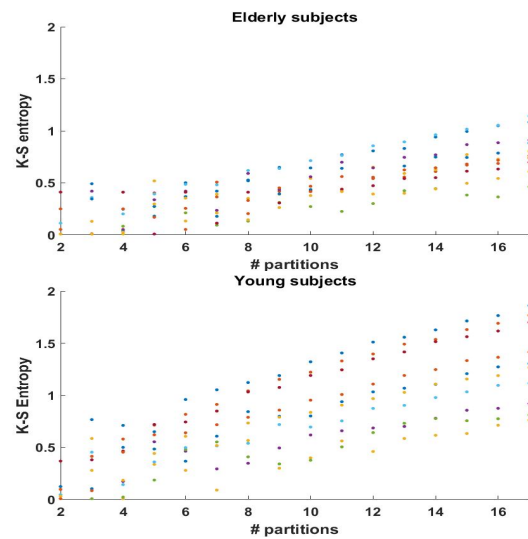 Elderly subjects
2
1.5
1
0.5
0
K-S entropy
2 4 6 8 10 12 14 16
# partitions
Young subjects
2
1.5
1
0.5
0
K-S Entropy
2 4 6 8 10 12 14 16
# partitions